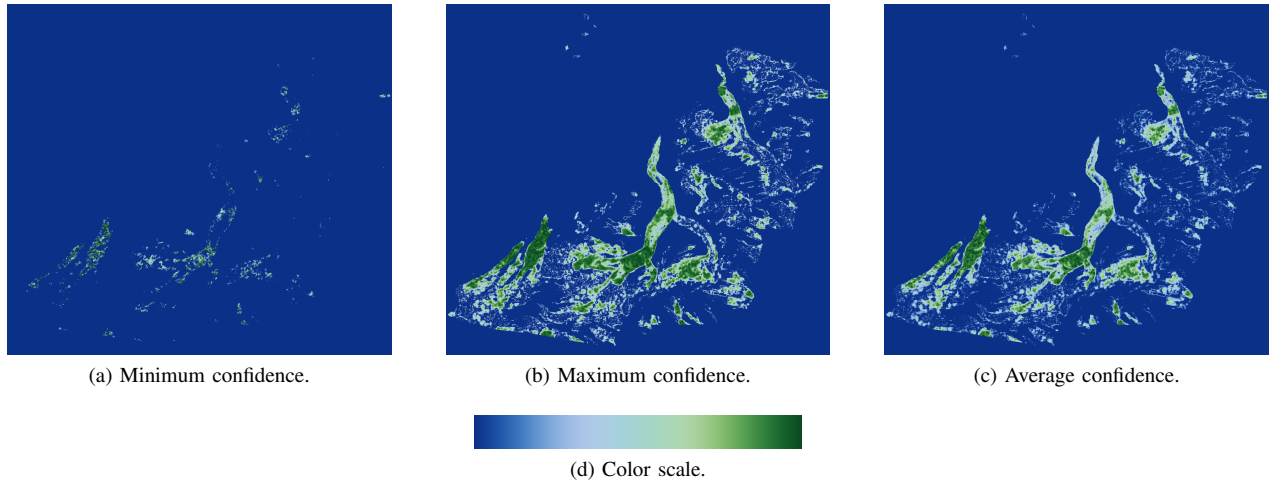 (a) Minimum confidence.
(b) Maximum confidence.
(c) Average confidence.
(d) Color scale.